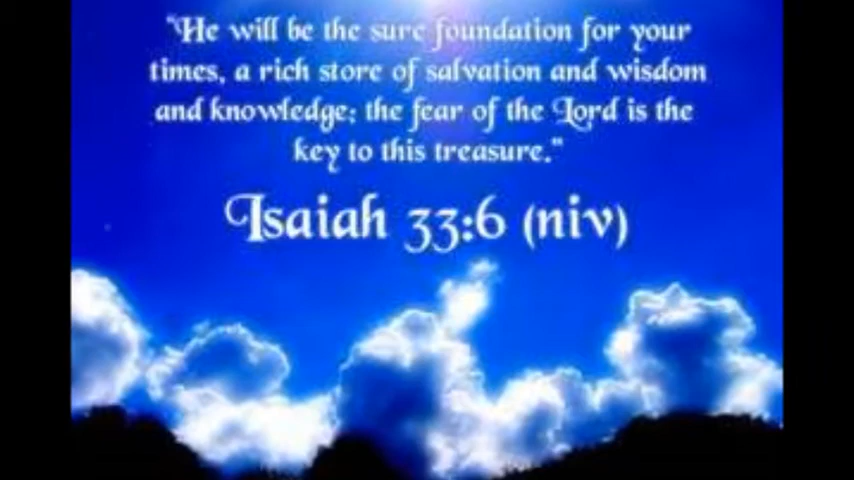 "He will be the sure foundation for your
times, a rich store of salvation and wisdom
and knowledge; the fear of the Lord is the
key to this treasure."
Isaiah 33:6 (niv)